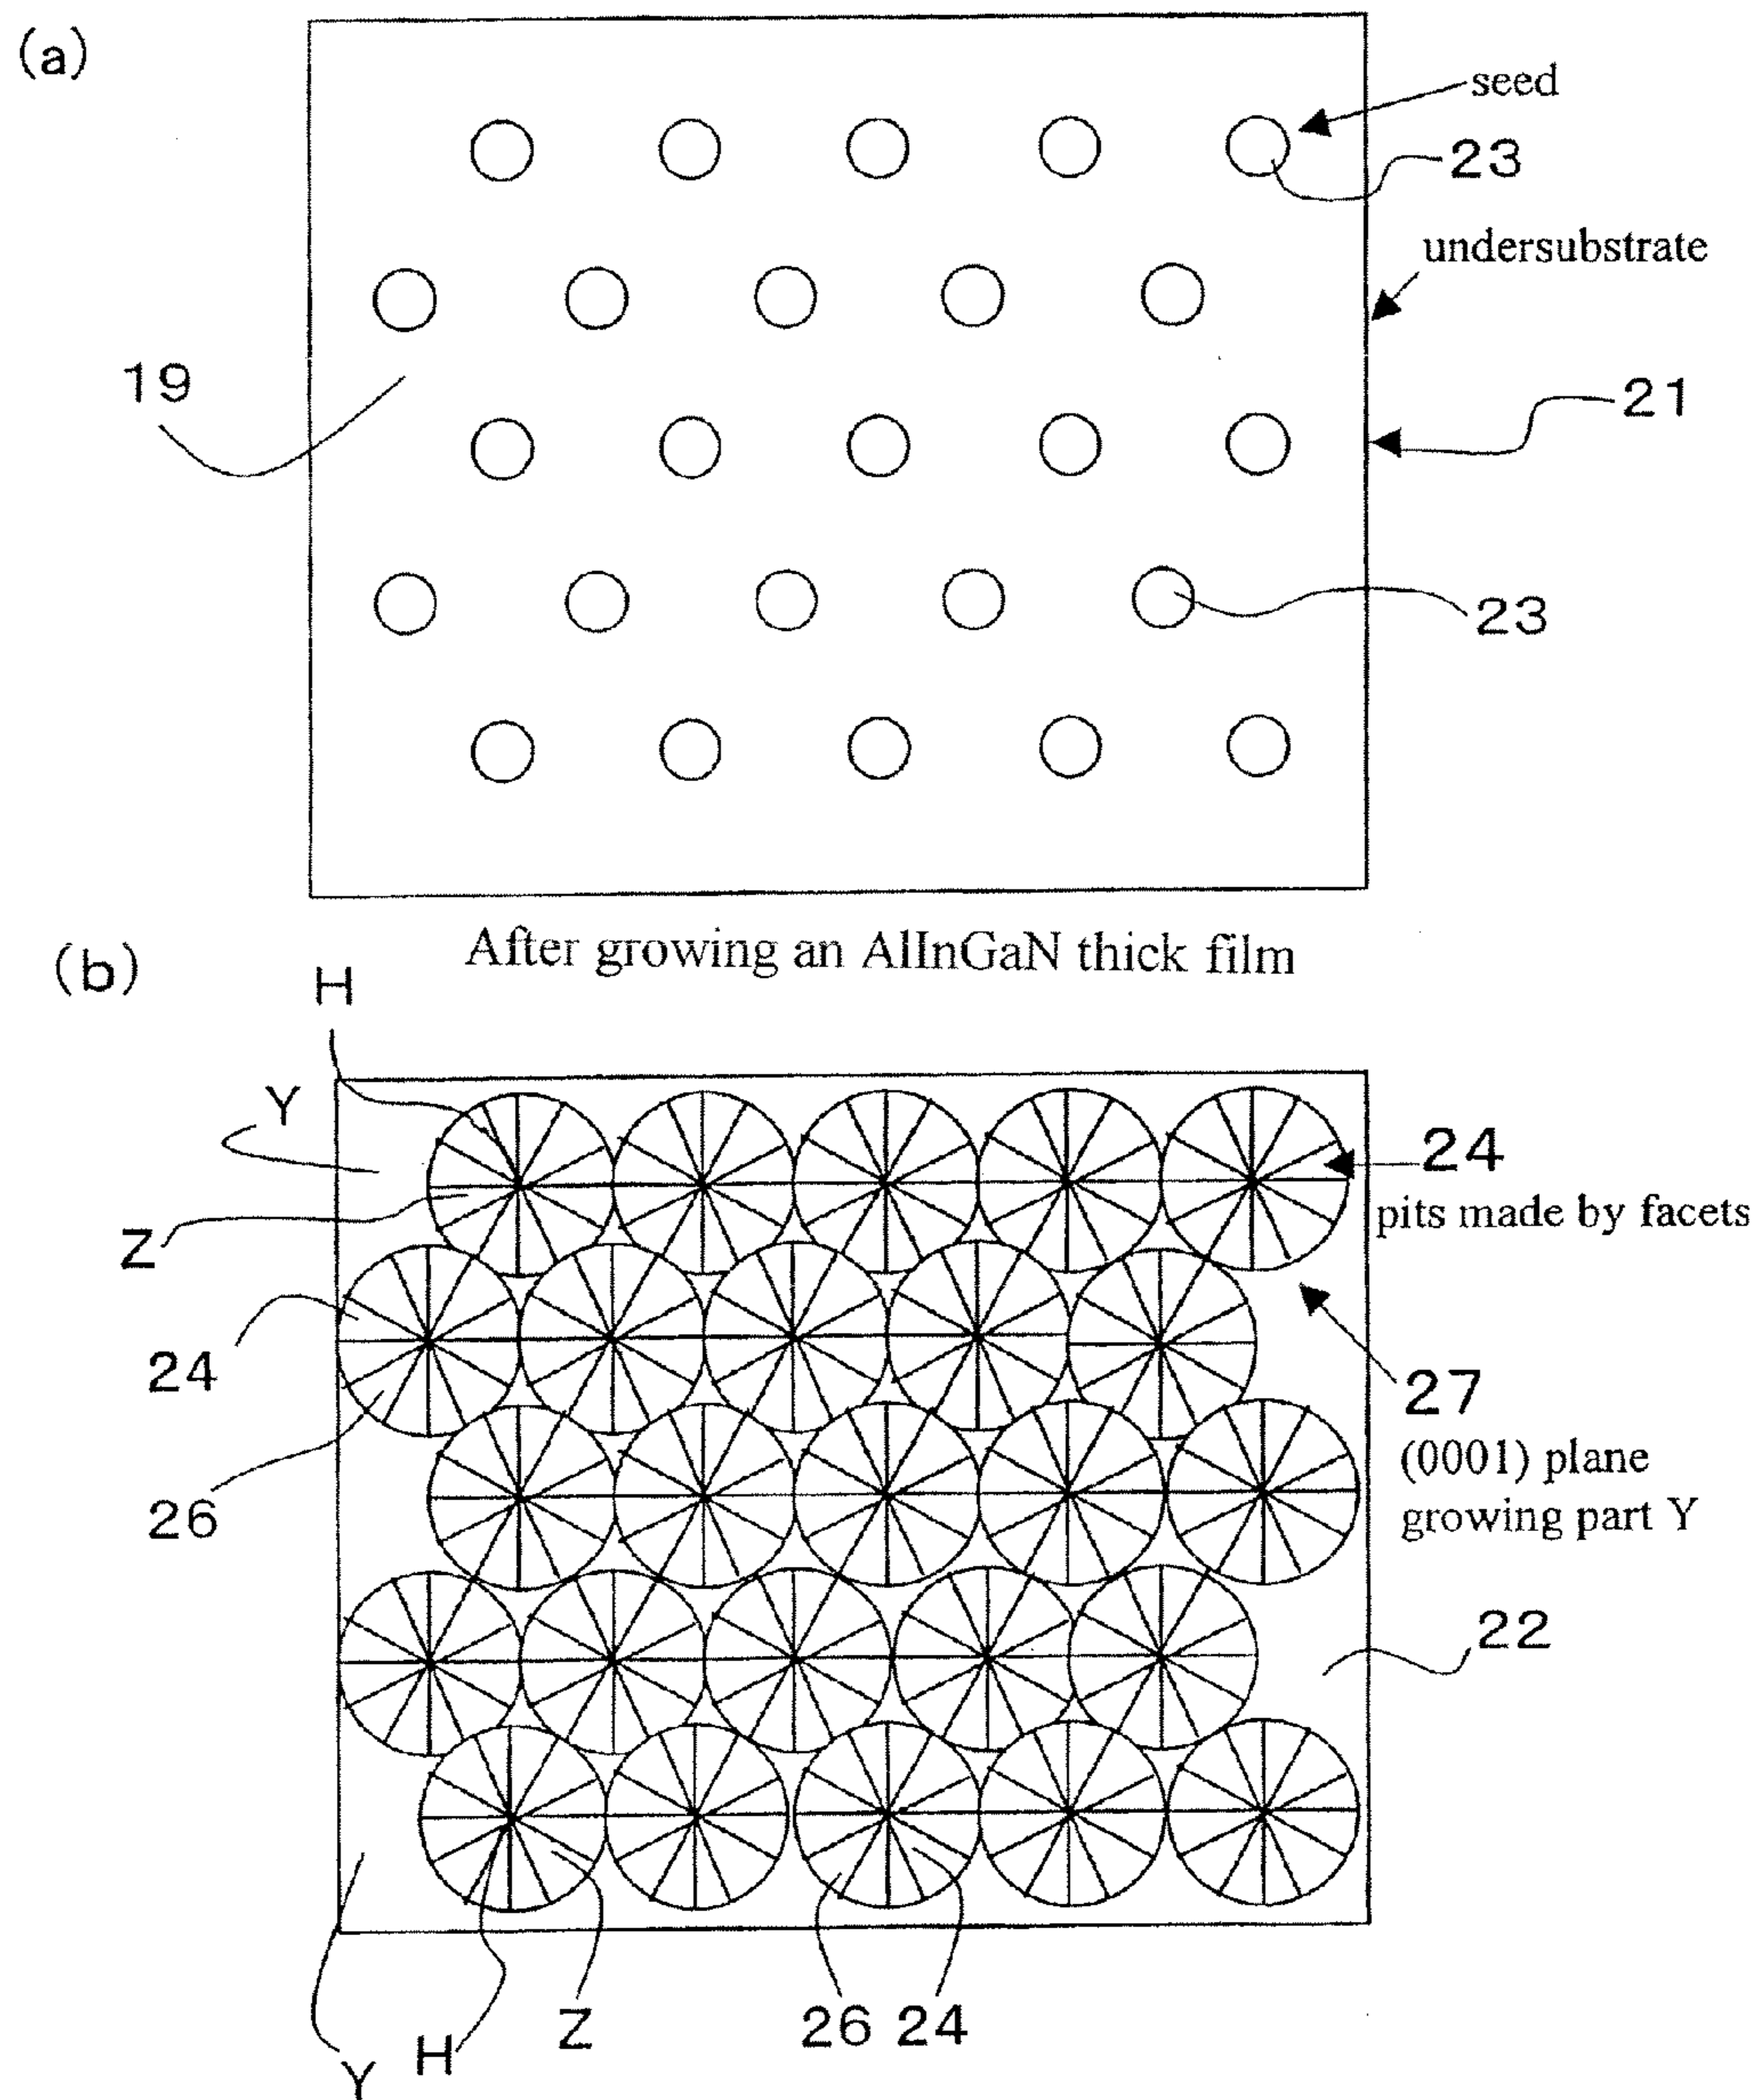 (a)
seed
23
undersubstrate
19
21
23
After growing an AlInGaN thick film
(b)
H
Y
24
pits made by facets
Z
24
27
(0001) plane
growing part Y
26
22
Y
H
Z
26
24